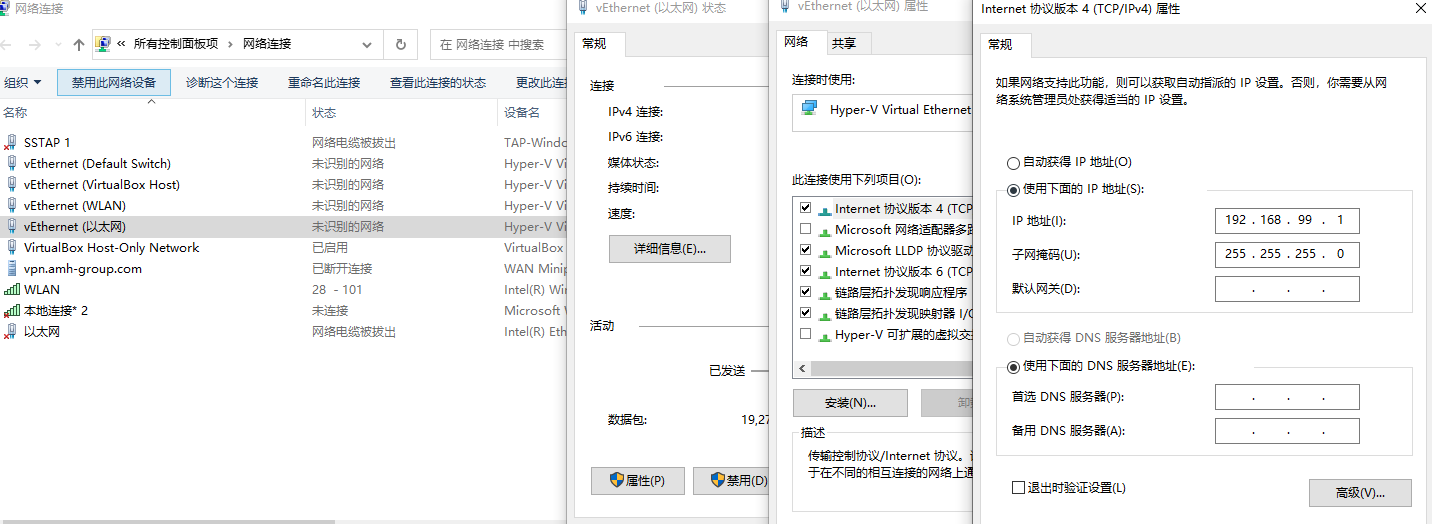 网络连接
« 所有控制面板项 › 网络连接
在 网络连接 中搜索
组织 禁用此网络设备 诊断这个连接 重命名此连接 查看此连接的状态 更改此连
名称 状态 设备名
SSTAP 1 网络电缆被拔出 TAP-Windo
vEthernet (Default Switch) 未识别的网络 Hyper-V Vi
vEthernet (VirtualBox Host) 未识别的网络 Hyper-V Vi
vEthernet (WLAN) 未识别的网络 Hyper-V Vi
vEthernet (以太网) 未识别的网络 Hyper-V Vi
VirtualBox Host-Only Network 已启用 VirtualBox
vpn.amh-group.com 已断开连接 WAN Minip
WLAN 28 - 101 Intel(R) Wi
本地连接* 2 未连接 Microsoft
以太网 网络电缆被拔出 Intel(R) Eth
vEthernet (以太网) 状态
常规
连接
IPv4 连接:
IPv6 连接:
媒体状态:
持续时间:
速度:
详细信息(E)...
活动
已发送
数据包: 19,27
属性(P) 禁用(D)
vEthernet (以太网) 属性
网络 共享
连接时使用:
Hyper-V Virtual Ethernet
此连接使用下列项目(O):
Internet 协议版本 4 (TCP
Microsoft 网络适配器多路
Microsoft LLDP 协议驱动
Internet 协议版本 6 (TCP
链路层拓扑发现响应程序
链路层拓扑发现映射器 I/O
Hyper-V 可扩展的虚拟交
安装(N)... 卸
描述
传输控制协议/Internet 协议。
于在不同的相互连接的网络上通
Internet 协议版本 4 (TCP/IPv4) 属性
常规
如果网络支持此功能，则可以获取自动指派的 IP 设置。否则，你需要从网
络系统管理员处获得适当的 IP 设置。
自动获得 IP 地址(O)
使用下面的 IP 地址(S):
IP 地址(I): 192 . 168 . 99 . 1
子网掩码(U): 255 . 255 . 255 . 0
默认网关(D): . . .
自动获得 DNS 服务器地址(B)
使用下面的 DNS 服务器地址(E):
首选 DNS 服务器(P): . . .
备用 DNS 服务器(A): . . .
退出时验证设置(L)
高级(V)...